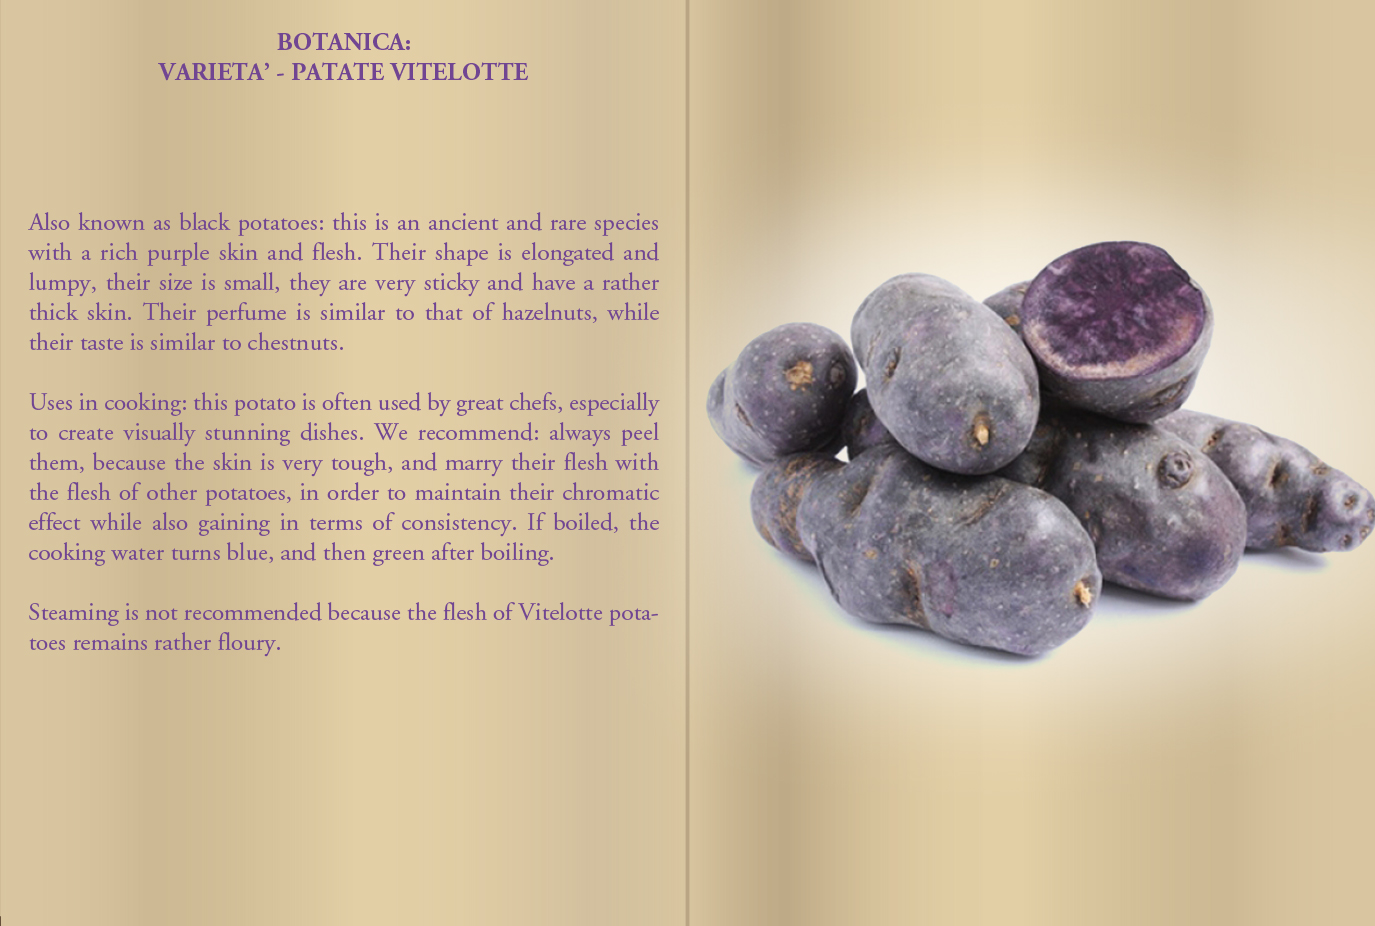 BOTANICA:
VARIETA’ - PATATE VITELOTTE
Also known as black potatoes: this is an ancient and rare species
with a rich purple skin and flesh. Their shape is elongated and
lumpy, their size is small, they are very sticky and have a rather
thick skin. Their perfume is similar to that of hazelnuts, while
their taste is similar to chestnuts.
Uses in cooking: this potato is often used by great chefs, especially
to create visually stunning dishes. We recommend: always peel
them, because the skin is very tough, and marry their flesh with
the flesh of other potatoes, in order to maintain their chromatic
effect while also gaining in terms of consistency. If boiled, the
cooking water turns blue, and then green after boiling.
Steaming is not recommended because the flesh of Vitelotte pota-
toes remains rather floury.